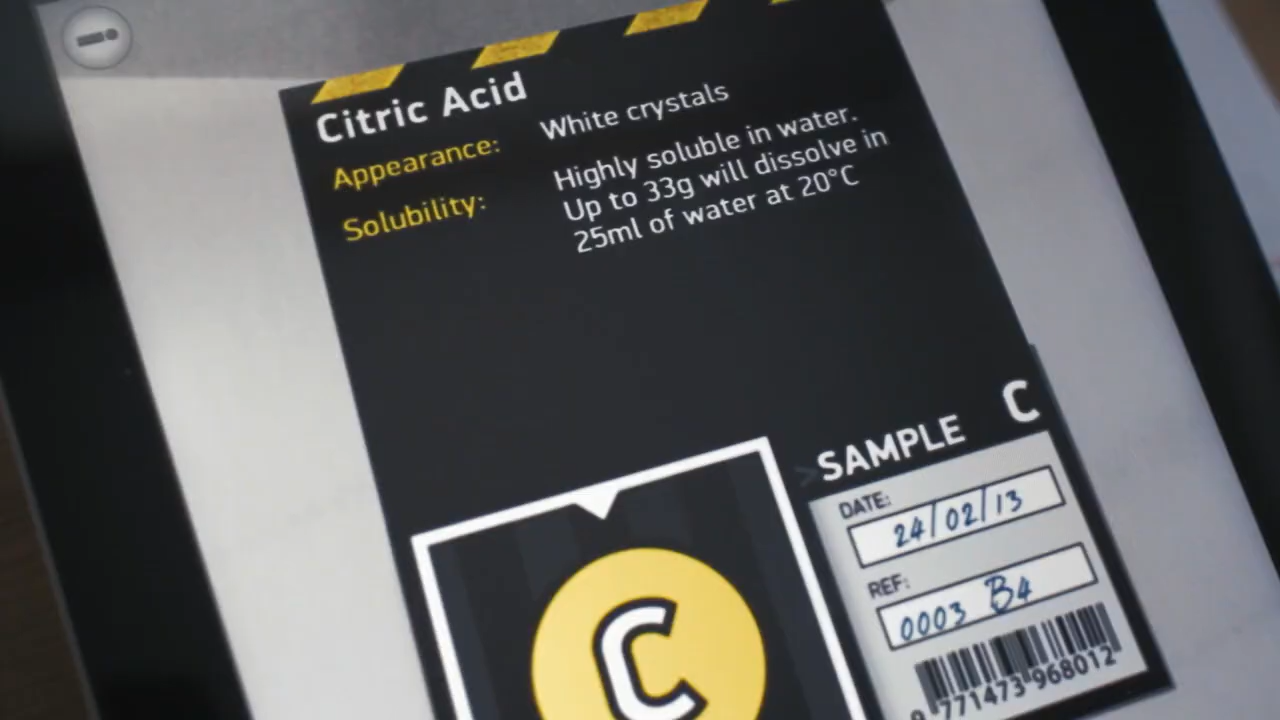 Citric Acid
Appearance: White crystals
Solubility: Highly soluble in water.
Up to 33g will dissolve in
25ml of water at 20°C
SAMPLE C
DATE:
24/02/13
REF:
0003 B4
9 771473 968012
C